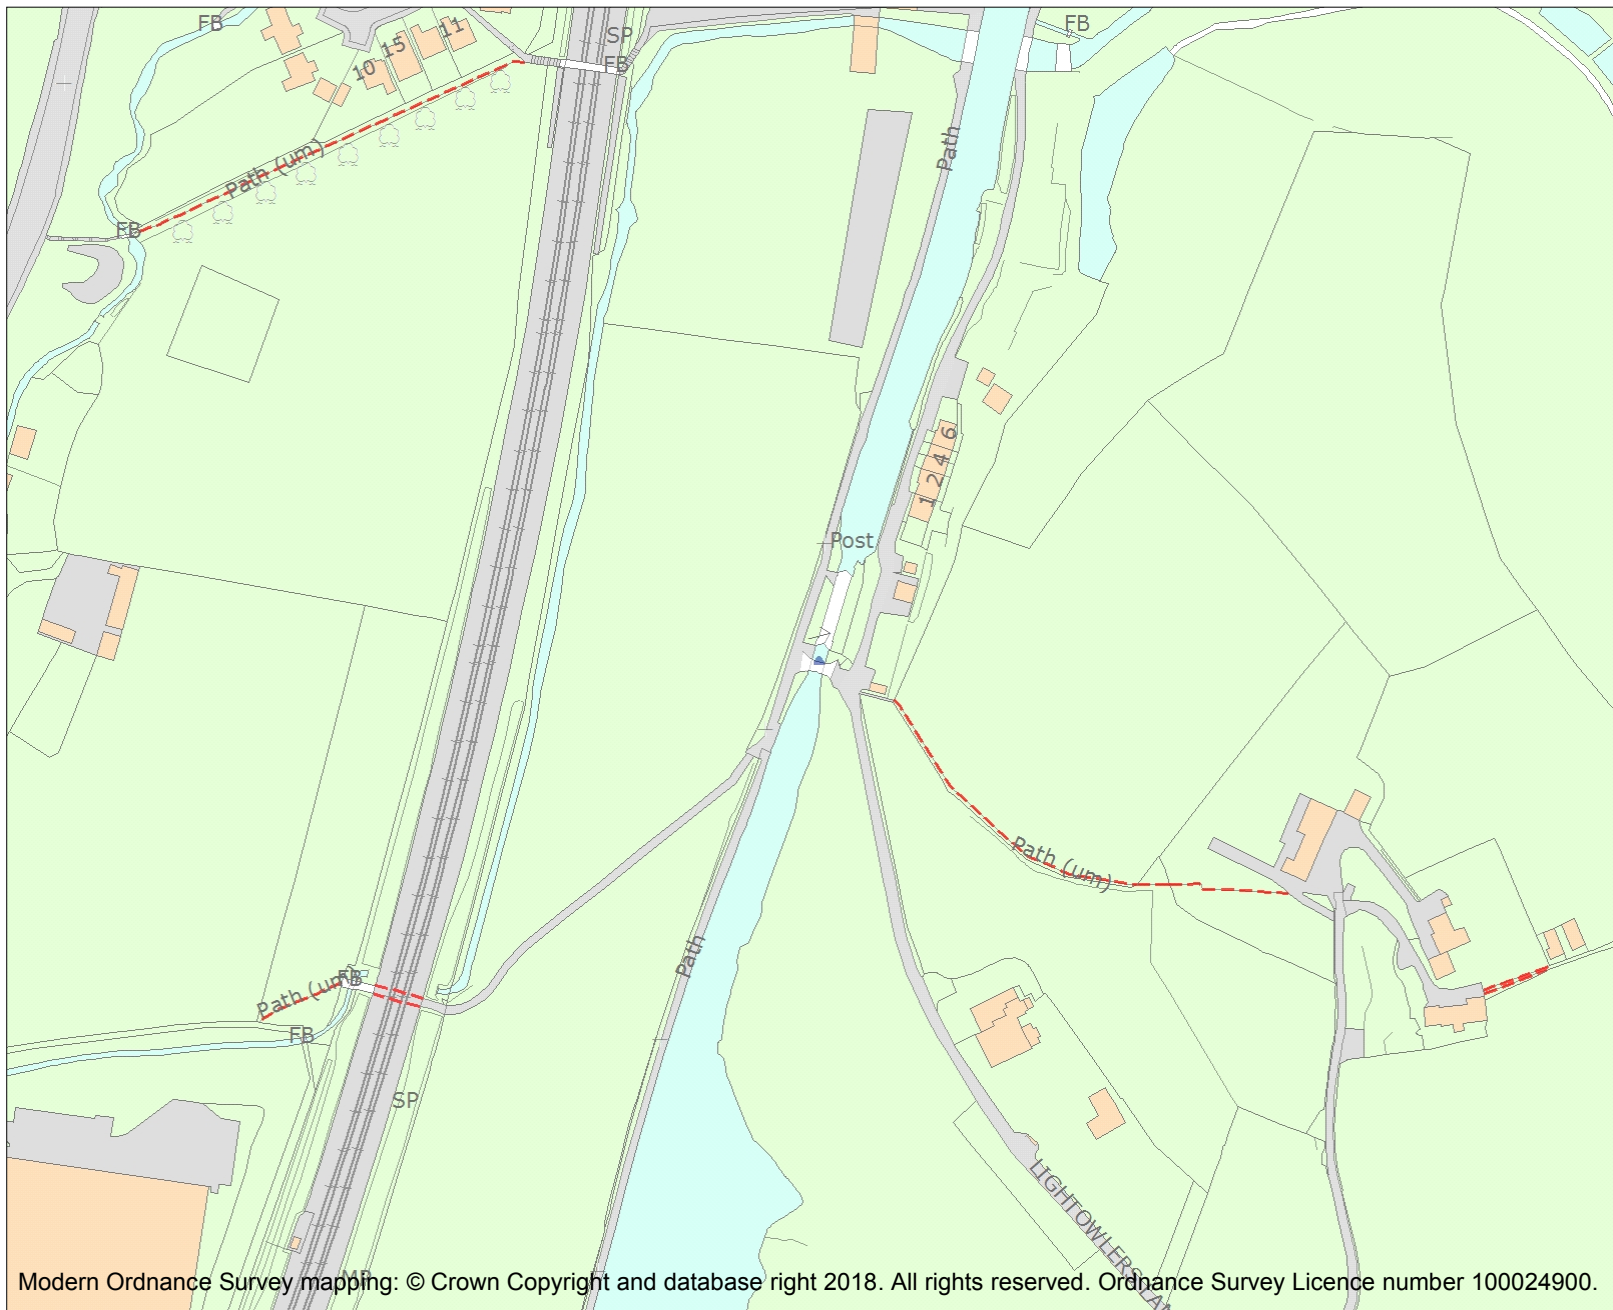 FB
11
15
10
SP
FB
FB
Path
Path (um)
FB
6
4
2
1
Post
Path (um)
Path
FB
Path (um)
FB
SP
LIGHTOWLERS LAN
MP
Modern Ordnance Survey mapping: © Crown Copyright and database right 2018. All rights reserved. Ordnance Survey Licence number 100024900.